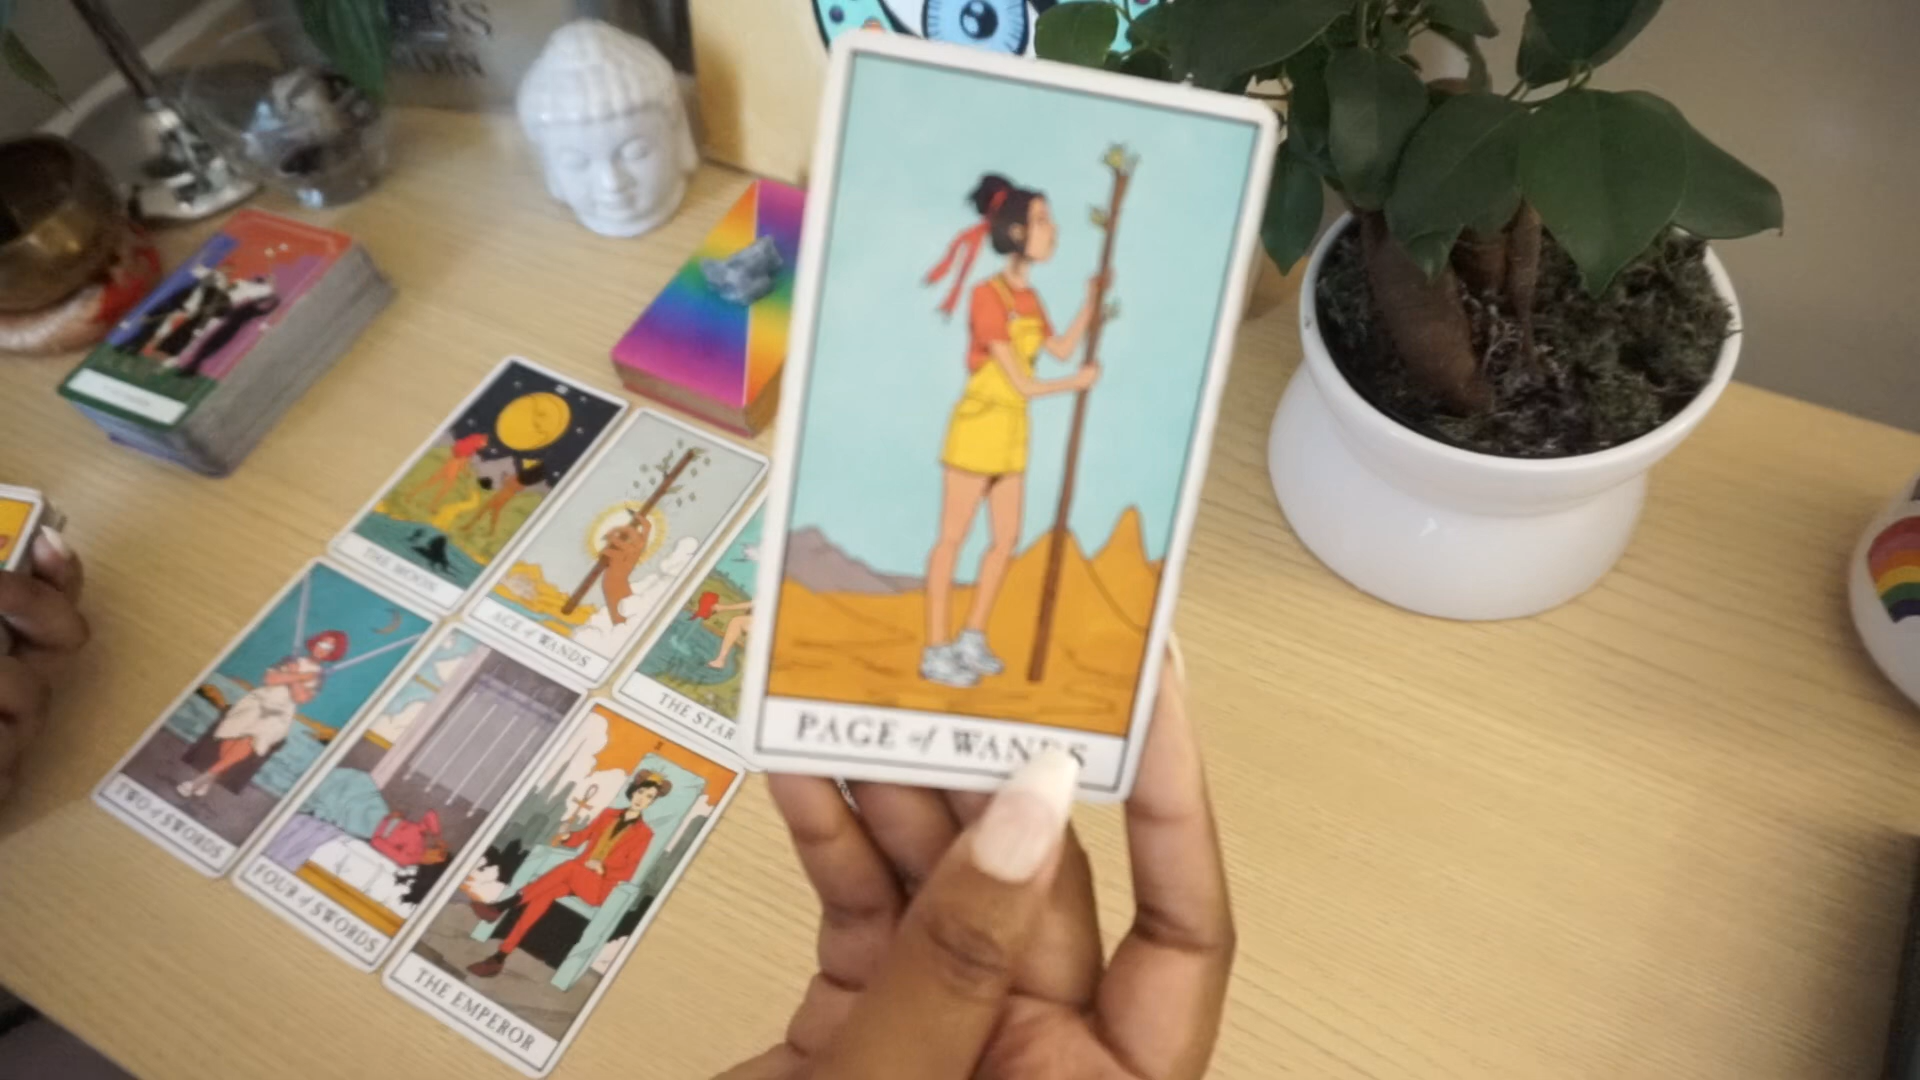 PAGE of WANDS
THE MOON
ACE of WANDS
THE STAR
TWO of SWORDS
FOUR of SWORDS
THE EMPEROR